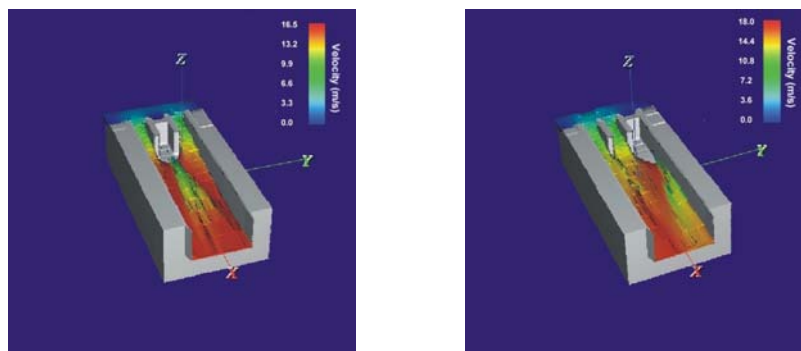 16.5
13.2
9.9
6.6
3.3
0.0
Velocity (m/s)
Z
Y
X
18.0
14.4
10.8
7.2
3.6
0.0
Velocity (m/s)
Z
Y
X